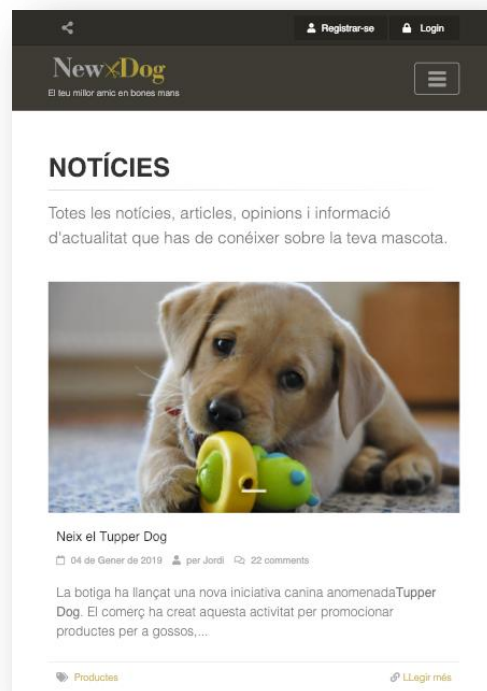 Registrar-se Login
New Dog
El teu millor amic en bones mans
NOTÍCIES
Totes les notícies, articles, opinions i informació
d'actualitat que has de conéixer sobre la teva mascota.
Neix el Tupper Dog
04 de Gener de 2019 per Jordi 22 comments
La botiga ha llançat una nova iniciativa canina anomenadaTupper
Dog. El comerç ha creat aquesta activitat per promocionar
productes per a gossos,...
Productes LLegir més